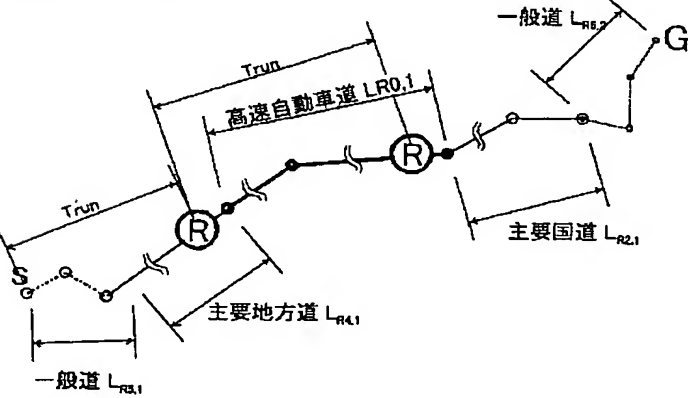 一般道 LR5,2
G
Trun
高速自動車道 LR0,1
R
Trun
R
主要国道 LR2,1
S
主要地方道 LR4,1
一般道 LR5,1